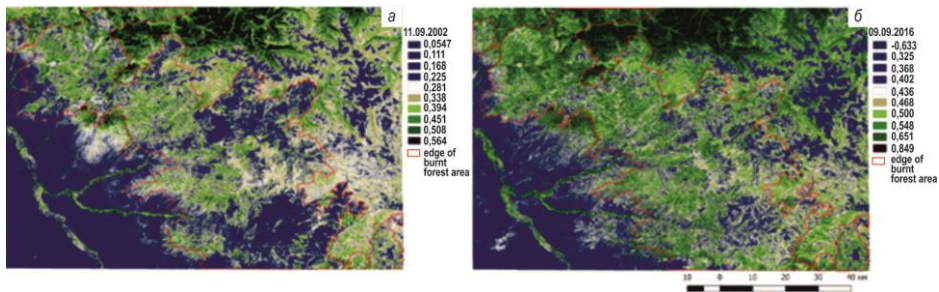 а
11.09.2002
0,0547
0,111
0,168
0,225
0,281
0,338
0,394
0,451
0,508
0,564
edge of
burnt
forest area
б
09.09.2016
-0,633
0,325
0,368
0,402
0,436
0,468
0,500
0,548
0,651
0,849
edge of
burnt
forest area
10 0 10 20 30 40 км